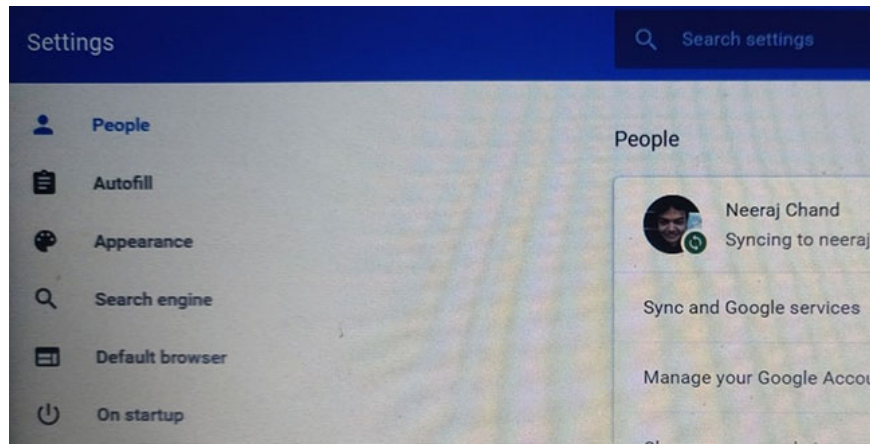 Settings
Search settings
People
Autofill
Appearance
Search engine
Default browser
On startup
People
Neeraj Chand
Syncing to neeraj
Sync and Google services
Manage your Google Accou